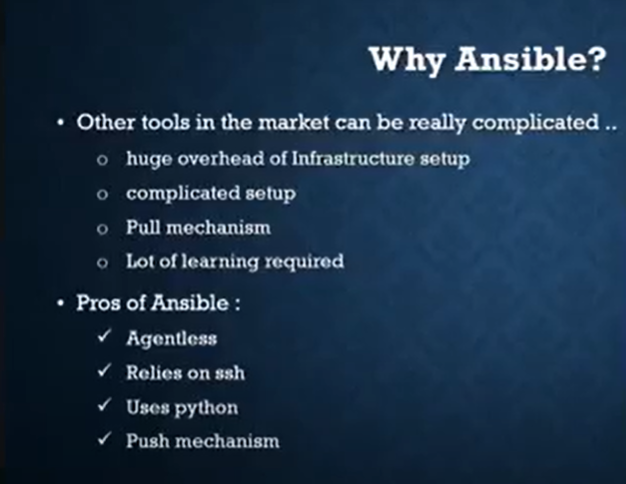 Why Ansible?
• Other tools in the market can be really complicated ..
o huge overhead of Infrastructure setup
o complicated setup
o Pull mechanism
o Lot of learning required
• Pros of Ansible :
✓ Agentless
✓ Relies on ssh
✓ Uses python
✓ Push mechanism